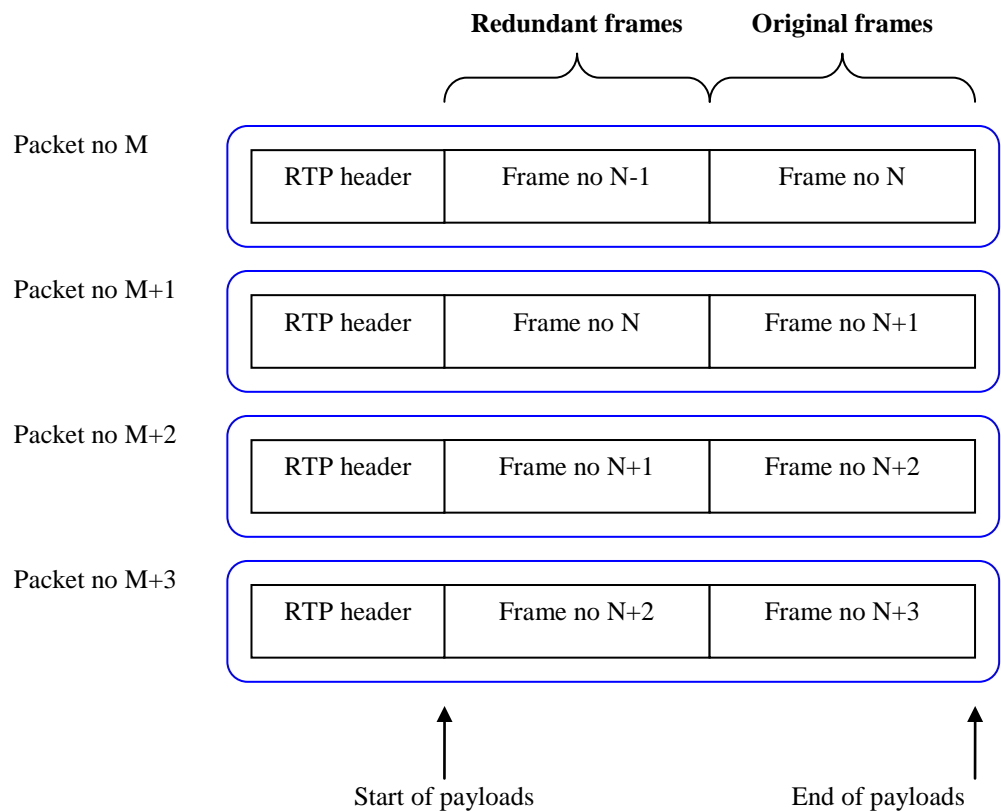 Redundant frames Original frames
Packet no M
RTP header Frame no N-1 Frame no N
Packet no M+1
RTP header Frame no N Frame no N+1
Packet no M+2
RTP header Frame no N+1 Frame no N+2
Packet no M+3
RTP header Frame no N+2 Frame no N+3
Start of payloads End of payloads